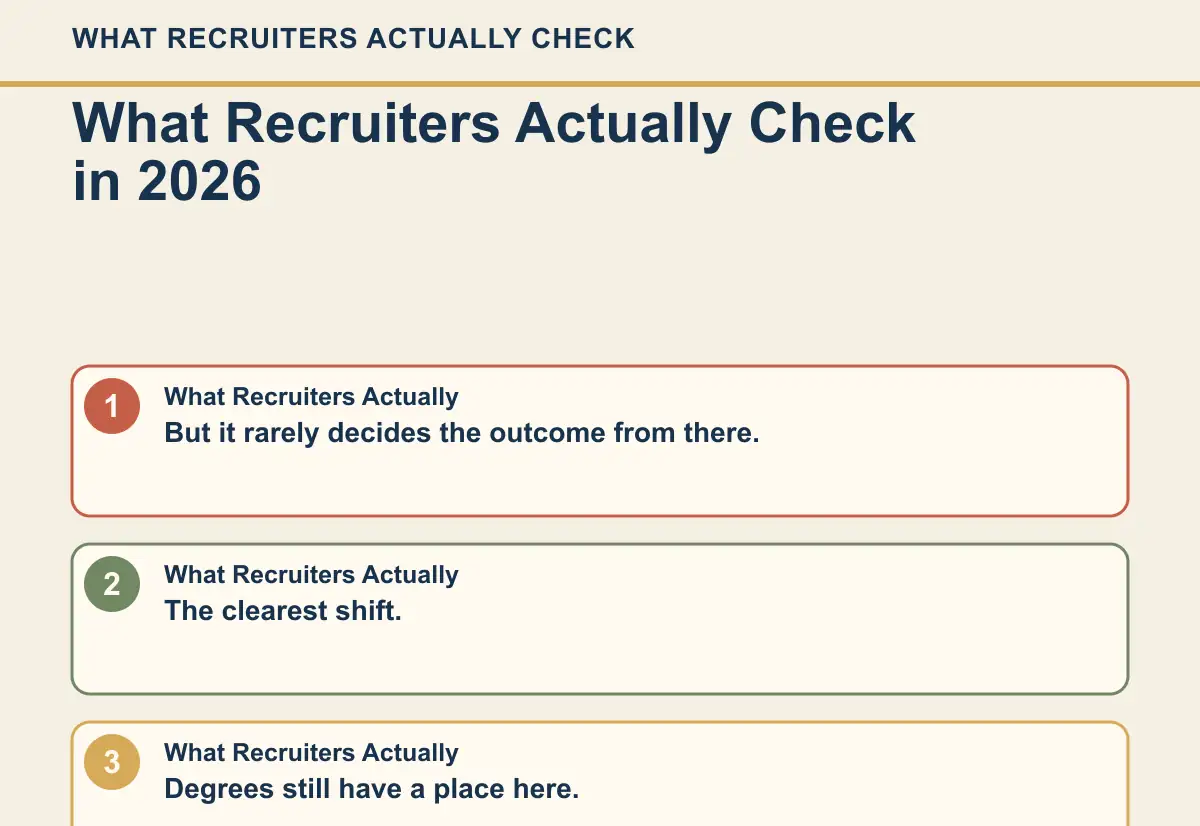 WHAT RECRUITERS ACTUALLY CHECK
What Recruiters Actually Check
in 2026
1
What Recruiters Actually
But it rarely decides the outcome from there.
2
What Recruiters Actually
The clearest shift.
3
What Recruiters Actually
Degrees still have a place here.